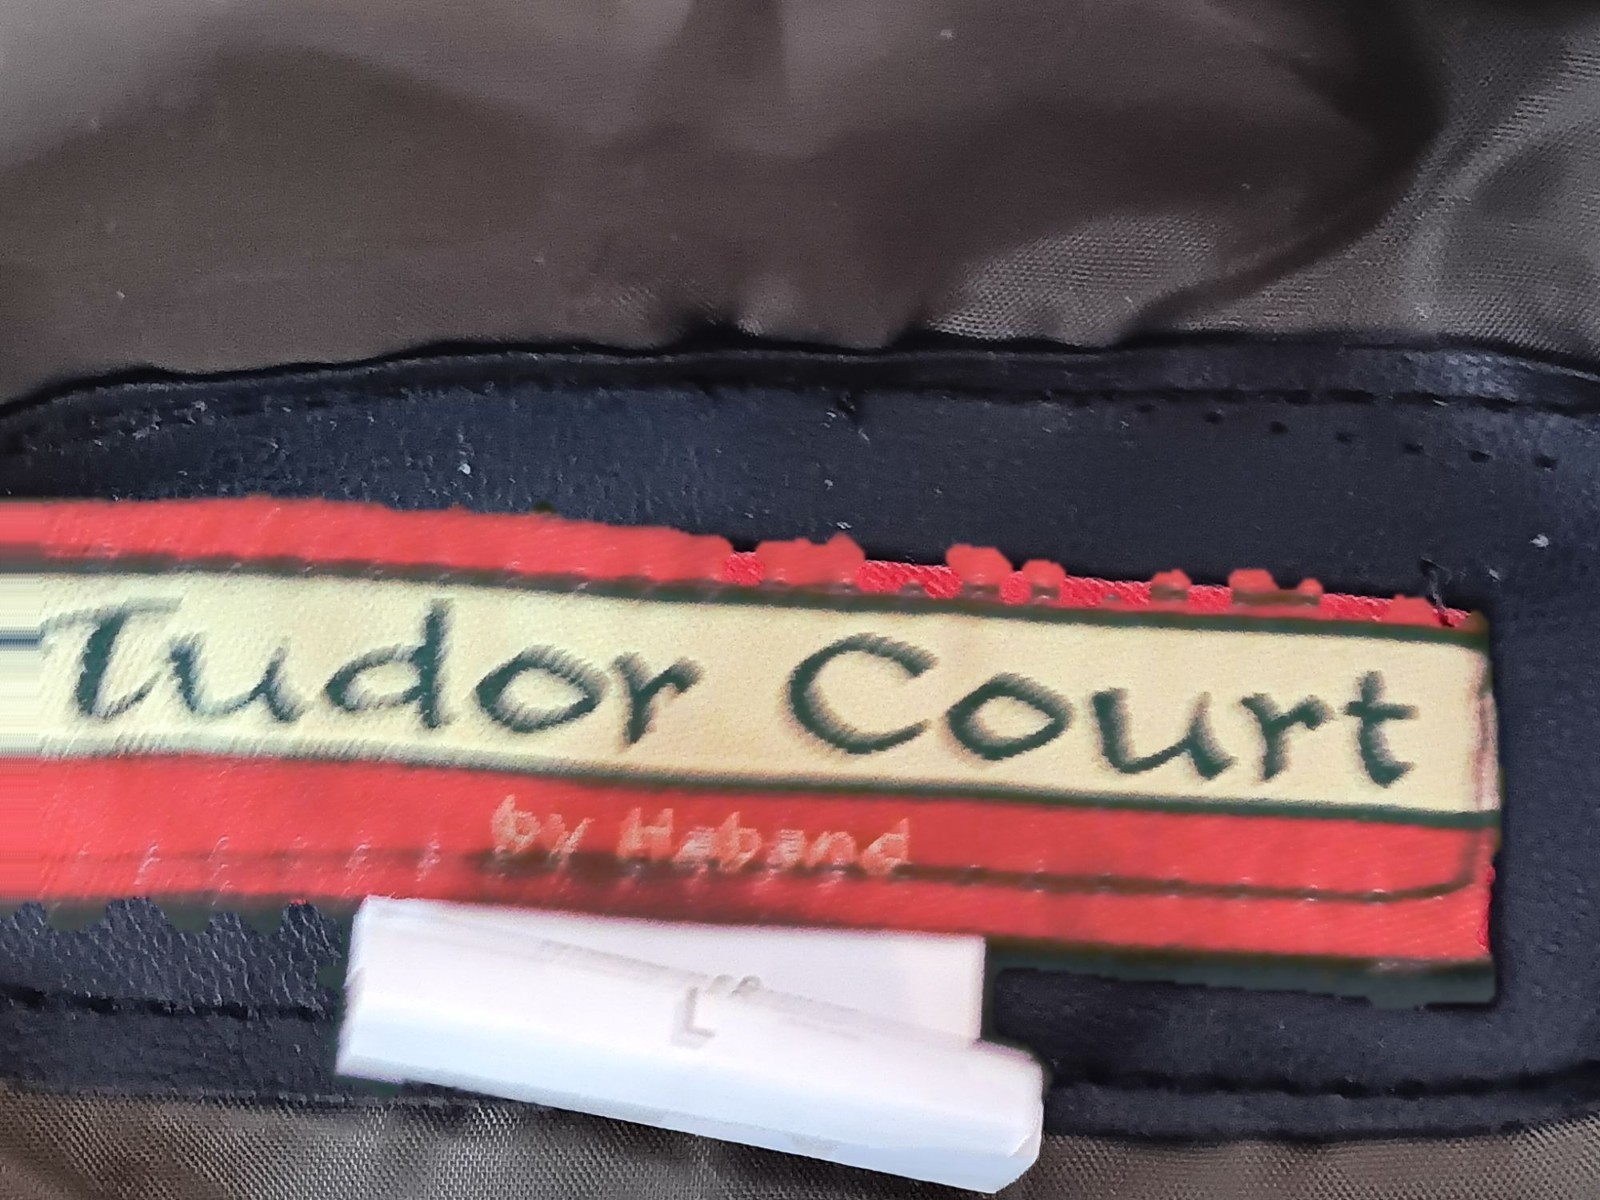 Tudor Court
by Haband
L